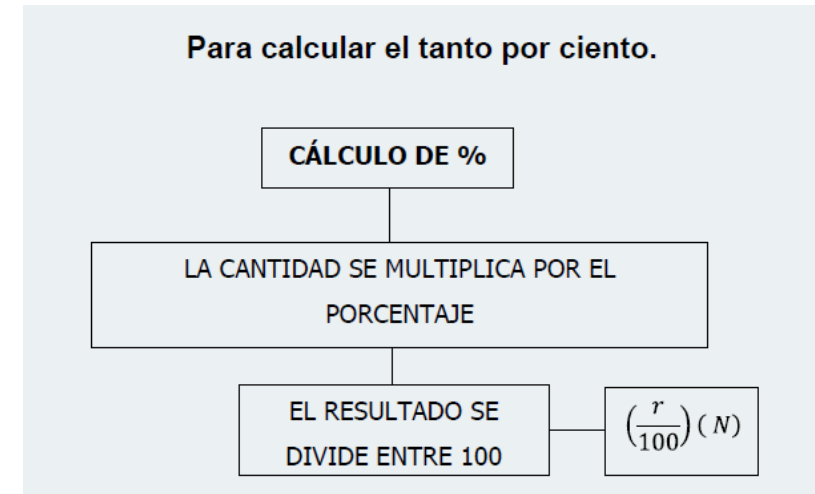 Para calcular el tanto por ciento.
CÁLCULO DE %
LA CANTIDAD SE MULTIPLICA POR EL
PORCENTAJE
EL RESULTADO SE
DIVIDE ENTRE 100
(r/100)(N)